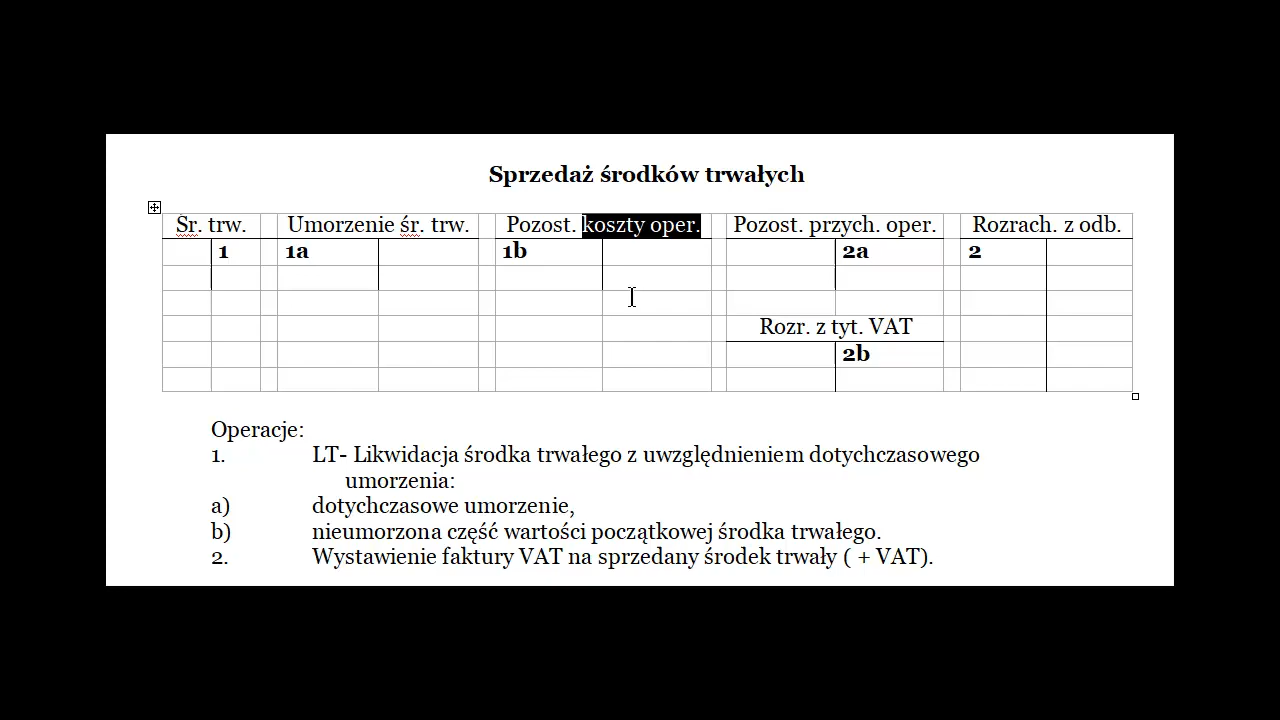 Sprzedaż środków trwałych
Śr. trw. Umorzenie śr. trw. Pozost. koszty oper. Pozost. przych. oper. Rozrach. z odb.
1 1a 1b 2a 2
Rozr. z tyt. VAT
2b
Operacje:
1. LT- Likwidacja środka trwałego z uwzględnieniem dotychczasowego
umorzenia:
a) dotychczasowe umorzenie,
b) nieumorzona część wartości początkowej środka trwałego.
2. Wystawienie faktury VAT na sprzedany środek trwały ( + VAT).